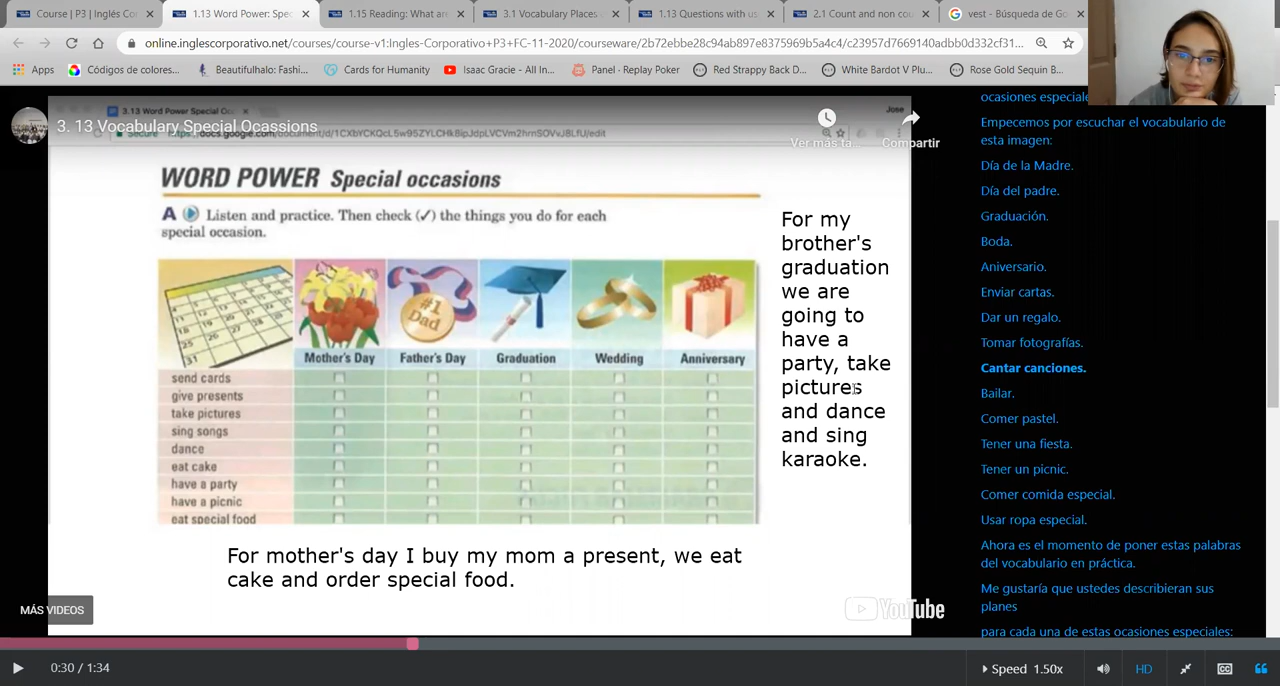 Course | P3 | Inglés Co
1.13 Word Power: Spec
1.15 Reading: What are
3.1 Vocabulary Places
1.13 Questions with us
2.1 Count and non cou
vest - Búsqueda de Go
online.inglescorporativo.net/courses/course-v1:Ingles-Corporativo+P3+FC-11-2020/courseware/2b72ebbe28c94ab897e8375969b5a4c4/c23957d7669140adbb0d332cf31...
Apps
Códigos de colores...
Beautifulhalo: Fashi...
Cards for Humanity
Isaac Gracie - All In...
Panel · Replay Poker
Red Strappy Back D...
White Bardot V Plu...
Rose Gold Sequin B...
3.13 Word Power Special Oc
Jose
3. 13 Vocabulary Special Ocassions
Ver más ta...
Compartir
WORD POWER Special occasions
A Listen and practice. Then check (✓) the things you do for each
special occasion.
Mother's Day Father's Day Graduation Wedding Anniversary
#1
Dad
send cards
give presents
take pictures
sing songs
dance
eat cake
have a party
have a picnic
eat special food
For my
brother's
graduation
we are
going to
have a
party, take
pictures
and dance
and sing
karaoke.
For mother's day I buy my mom a present, we eat
cake and order special food.
MÁS VIDEOS
YouTube
ocasiones especiale
Empecemos por escuchar el vocabulario de
esta imagen:
Día de la Madre.
Día del padre.
Graduación.
Boda.
Aniversario.
Enviar cartas.
Dar un regalo.
Tomar fotografías.
Cantar canciones.
Bailar.
Comer pastel.
Tener una fiesta.
Tener un picnic.
Comer comida especial.
Usar ropa especial.
Ahora es el momento de poner estas palabras
del vocabulario en práctica.
Me gustaría que ustedes describieran sus
planes
para cada una de estas ocasiones especiales:
0:30 / 1:34
Speed 1.50x
HD
CC